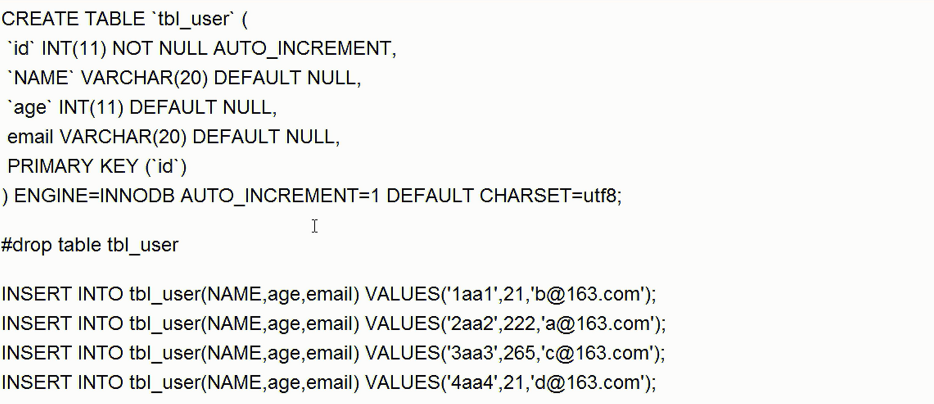 CREATE TABLE `tbl_user` (
`id` INT(11) NOT NULL AUTO_INCREMENT,
`NAME` VARCHAR(20) DEFAULT NULL,
`age` INT(11) DEFAULT NULL,
email VARCHAR(20) DEFAULT NULL,
PRIMARY KEY (`id`)
) ENGINE=INNODB AUTO_INCREMENT=1 DEFAULT CHARSET=utf8;
#drop table tbl_user
INSERT INTO tbl_user(NAME,age,email) VALUES('1aa1',21,'b@163.com');
INSERT INTO tbl_user(NAME,age,email) VALUES('2aa2',222,'a@163.com');
INSERT INTO tbl_user(NAME,age,email) VALUES('3aa3',265,'c@163.com');
INSERT INTO tbl_user(NAME,age,email) VALUES('4aa4',21,'d@163.com');